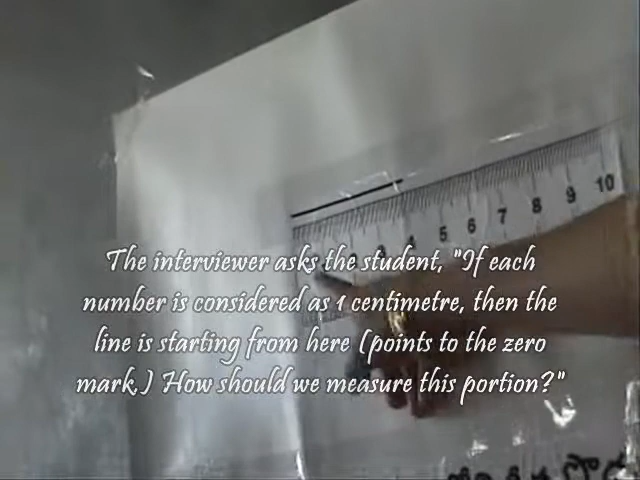 5 6 7 8 9 10
The interviewer asks the student, "If each
number is considered as 1 centimetre, then the
line is starting from here (points to the zero
mark.) How should we measure this portion?"